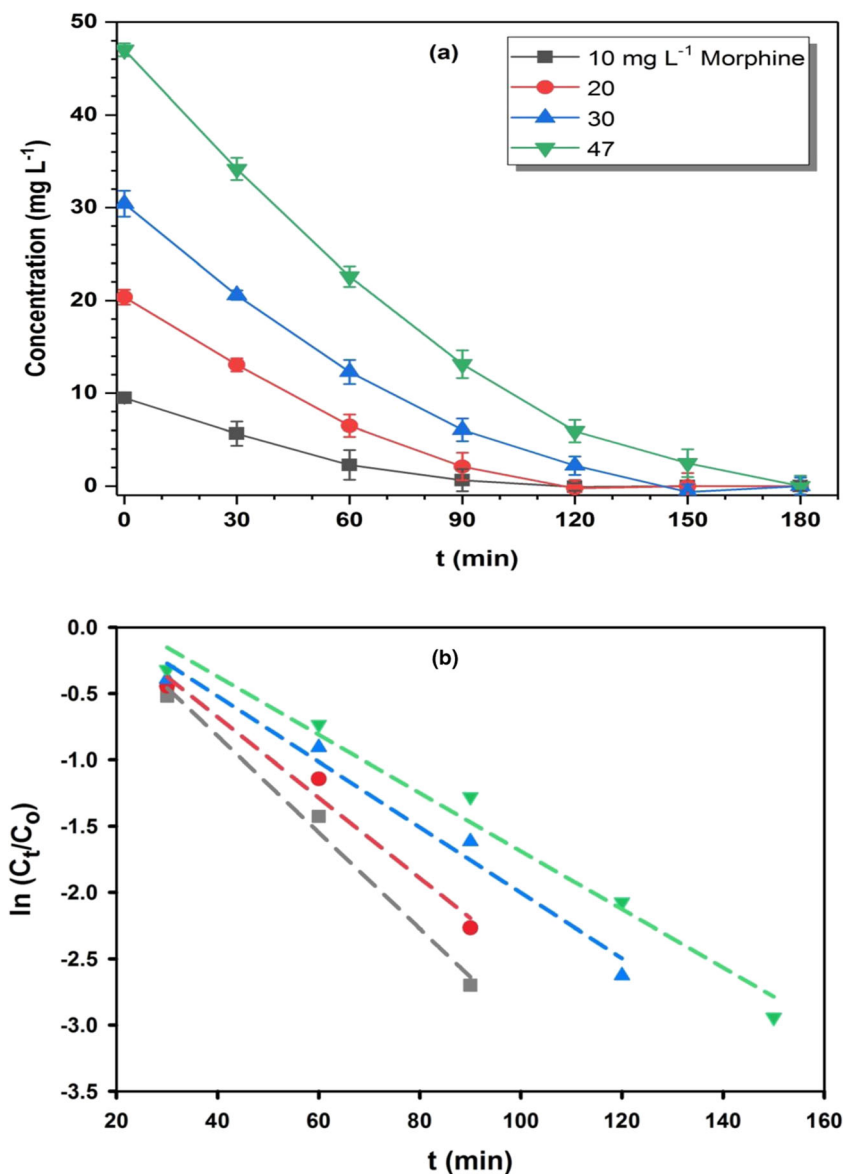 (a)
10 mg L⁻¹ Morphine
20
30
47
50
40
30
20
10
0
Concentration (mg L⁻¹)
0 30 60 90 120 150 180
t (min)
(b)
0.0
-0.5
-1.0
-1.5
-2.0
-2.5
-3.0
-3.5
ln (Cₜ/Cₒ)
20 40 60 80 100 120 140 160
t (min)